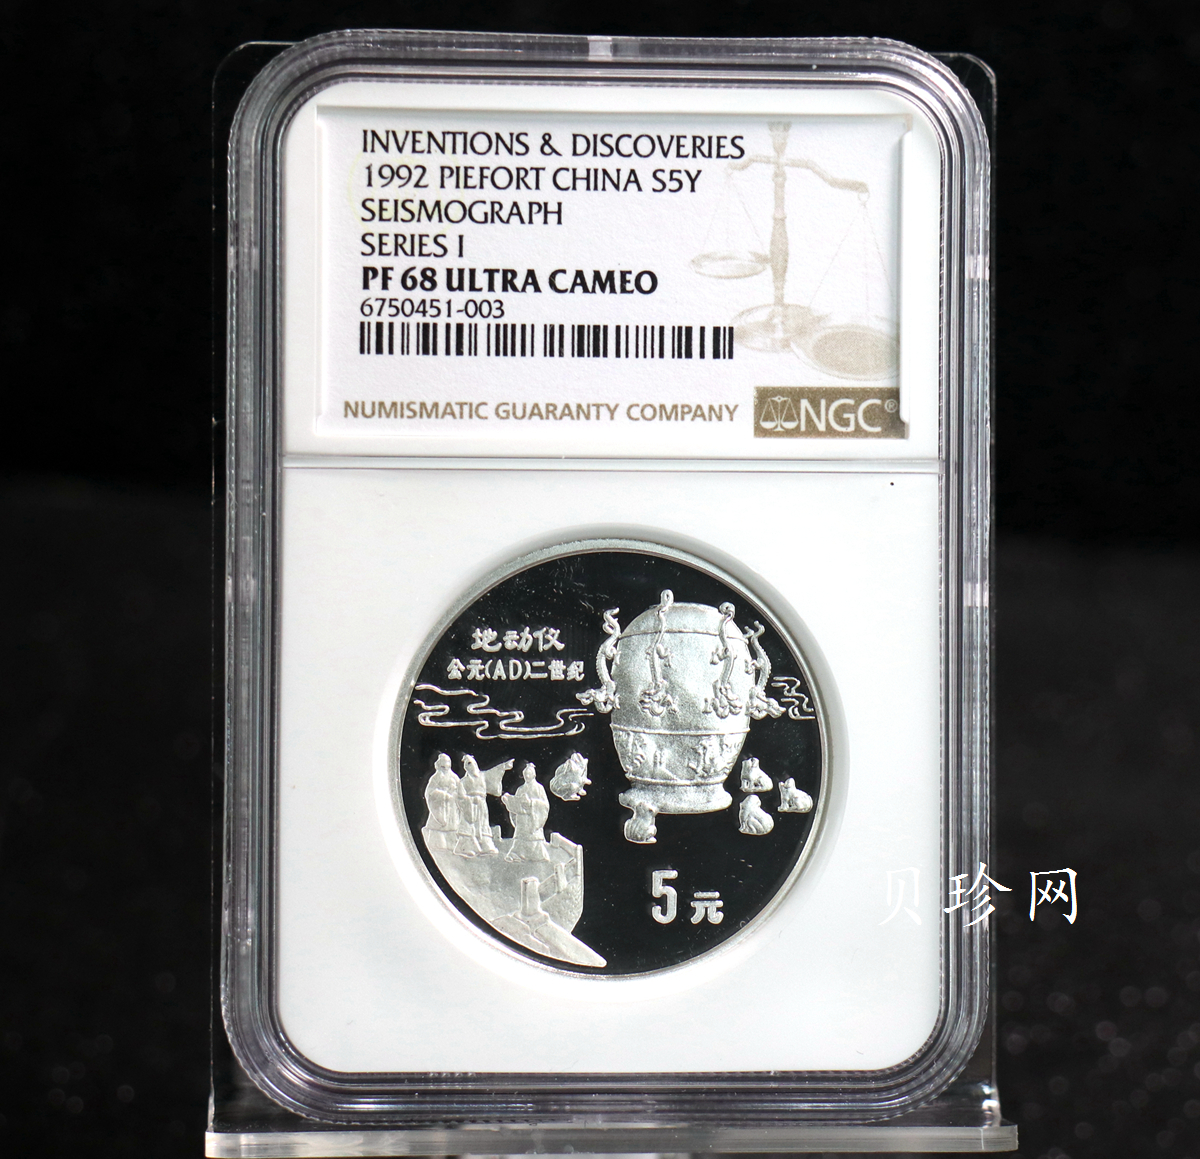 INVENTIONS & DISCOVERIES
1992 PIEFORT CHINA S5Y
SEISMOGRAPH
SERIES I
PF 68 ULTRA CAMEO
6750451-003
NUMISMATIC GUARANTY COMPANY
NGC®
地动仪
公元(AD)二世纪
5元
贝珍网